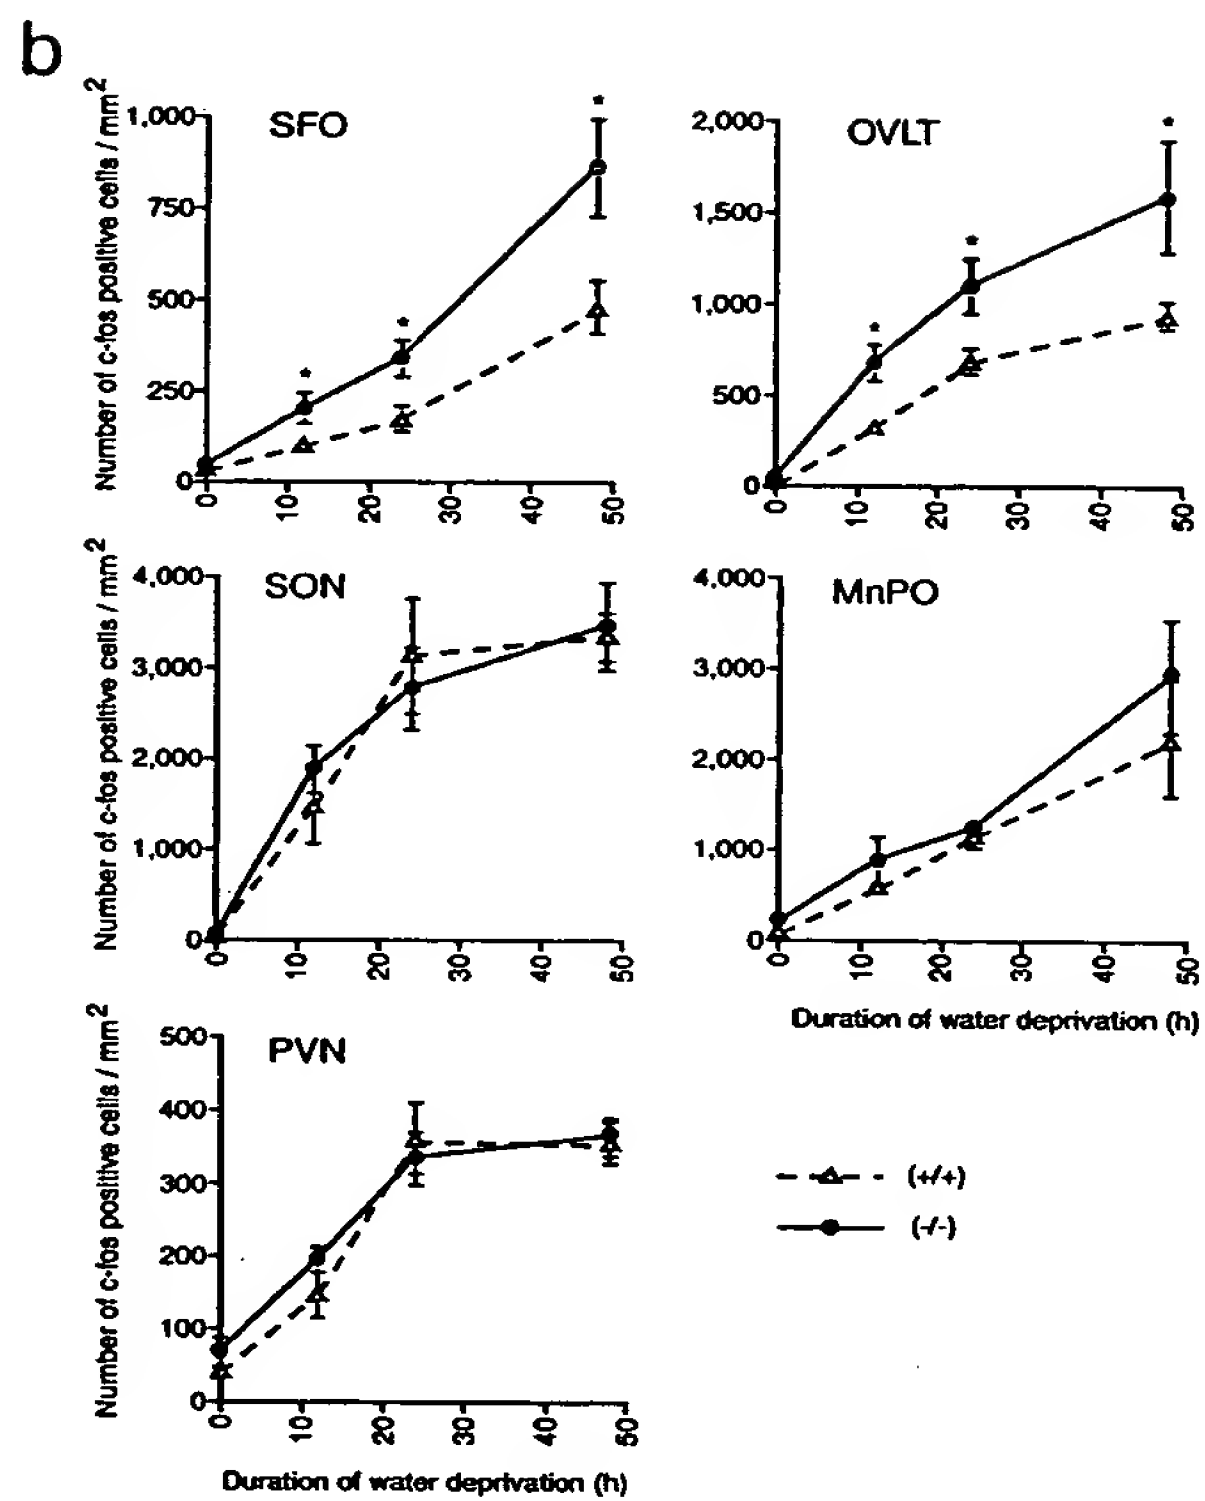 b
Number of c-fos positive cells / mm2
SFO
1,000
750
500
250
0
0 10 20 30 40 50
*
*
*
OVLT
2,000
1,500
1,000
500
0
0 10 20 30 40 50
*
*
*
Number of c-fos positive cells / mm2
SON
4,000
3,000
2,000
1,000
0
0 10 20 30 40 50
MnPO
4,000
3,000
2,000
1,000
0
0 10 20 30 40 50
Duration of water deprivation (h)
Number of c-fos positive cells / mm2
PVN
500
400
300
200
100
0
0 10 20 30 40 50
Duration of water deprivation (h)
(+/+)
(-/-)